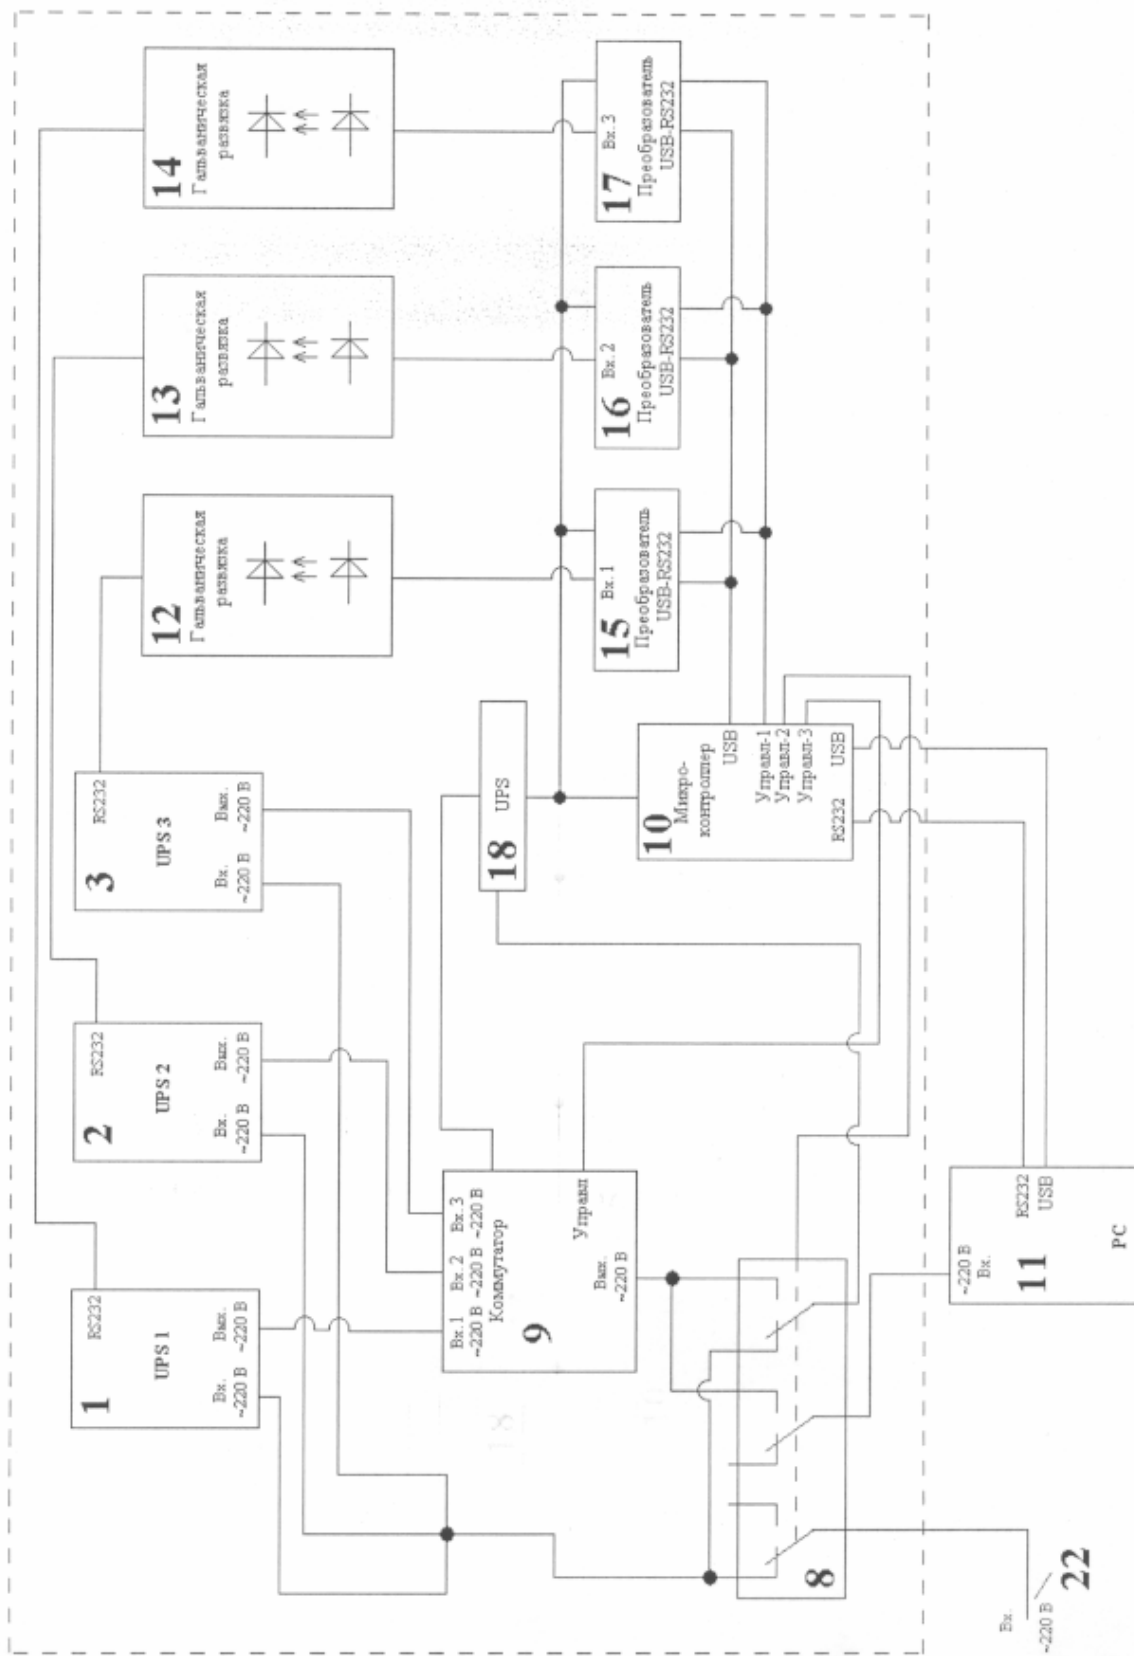 14
Гальваническая
развязка
13
Гальваническая
развязка
12
Гальваническая
развязка
Вх.3
17
Преобразователь
USB-RS232
Вх.2
16
Преобразователь
USB-RS232
Вх.1
15
Преобразователь
USB-RS232
3
RS232
UPS 3
Вх.
~220 В
Вых.
~220 В
2
RS232
UPS 2
Вх.
~220 В
Вых.
~220 В
1
RS232
UPS 1
Вх.
~220 В
Вых.
~220 В
18
UPS
10
Микро-
контроллер
USB
Управл-1
Управл-2
Управл-3
RS232
USB
Вх.1 Вх.2 Вх.3
~220 В ~220 В ~220 В
Коммутатор
9
Управл
Вых.
~220 В
8
~220 В
Вх.
11
RS232
USB
PC
Вх.
~220 В
22